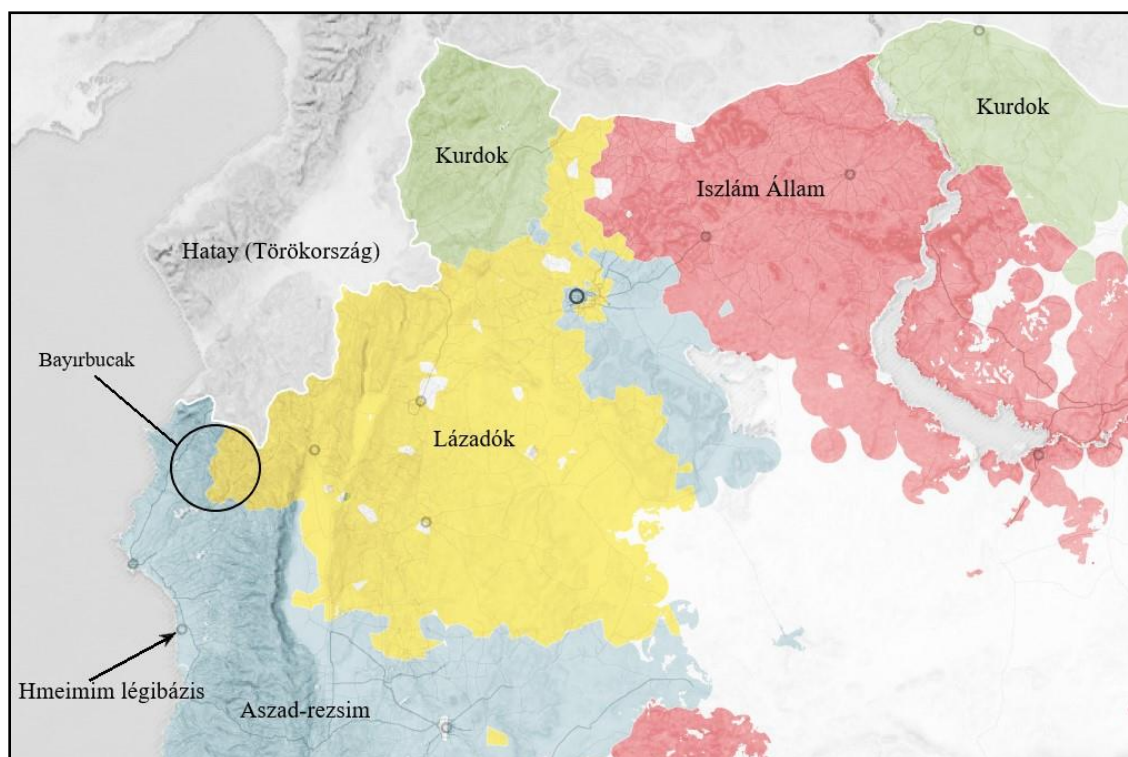 Kurdok
Kurdok
Iszlám Állam
Hatay (Törökország)
Bayırbucak
Lázadók
Hmeimim légibázis
Aszad-rezsim